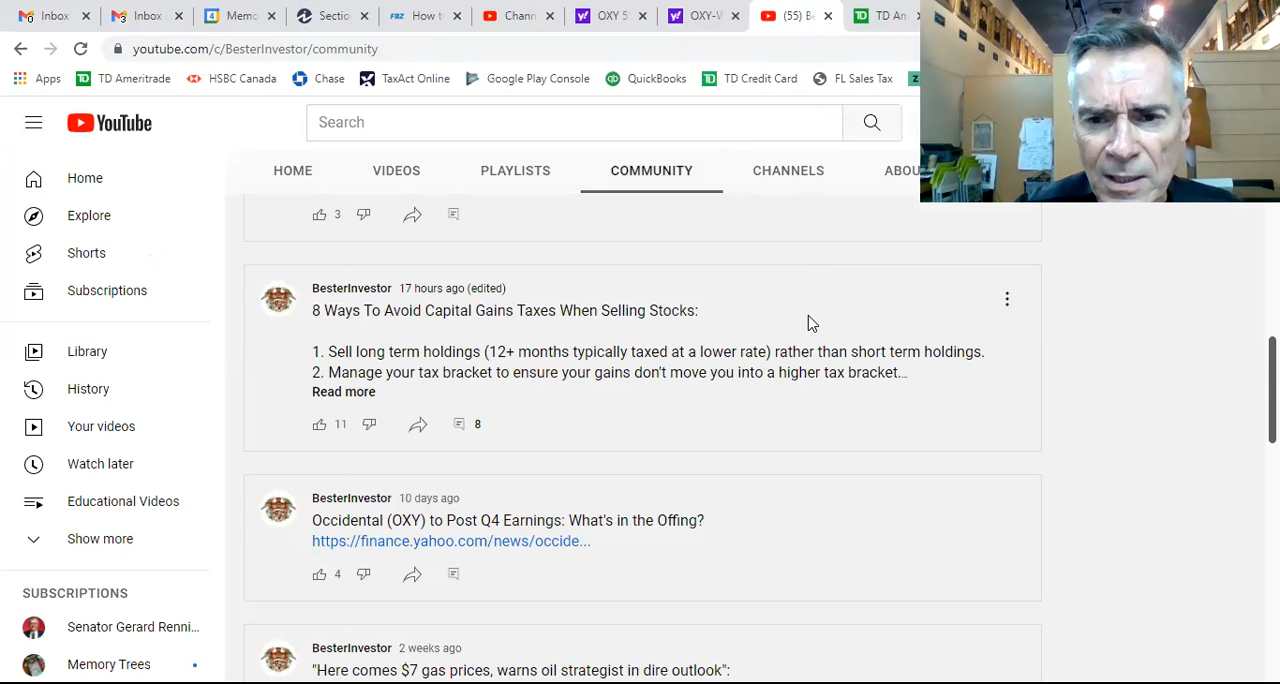 Inbox
Inbox
Memo
Sectio
How t
Chann
OXY 5
OXY-W
(55) Be
TD Am
youtube.com/c/BesterInvestor/community
Apps
TD Ameritrade
HSBC Canada
Chase
TaxAct Online
Google Play Console
QuickBooks
TD Credit Card
FL Sales Tax
YouTube
Search
HOME
VIDEOS
PLAYLISTS
COMMUNITY
CHANNELS
ABOU
Home
Explore
Shorts
Subscriptions
Library
History
Your videos
Watch later
Educational Videos
Show more
SUBSCRIPTIONS
Senator Gerard Renni...
Memory Trees
3
BesterInvestor 17 hours ago (edited)
8 Ways To Avoid Capital Gains Taxes When Selling Stocks:
1. Sell long term holdings (12+ months typically taxed at a lower rate) rather than short term holdings.
2. Manage your tax bracket to ensure your gains don't move you into a higher tax bracket...
Read more
11
8
BesterInvestor 10 days ago
Occidental (OXY) to Post Q4 Earnings: What's in the Offing?
https://finance.yahoo.com/news/occide...
4
BesterInvestor 2 weeks ago
"Here comes $7 gas prices, warns oil strategist in dire outlook":